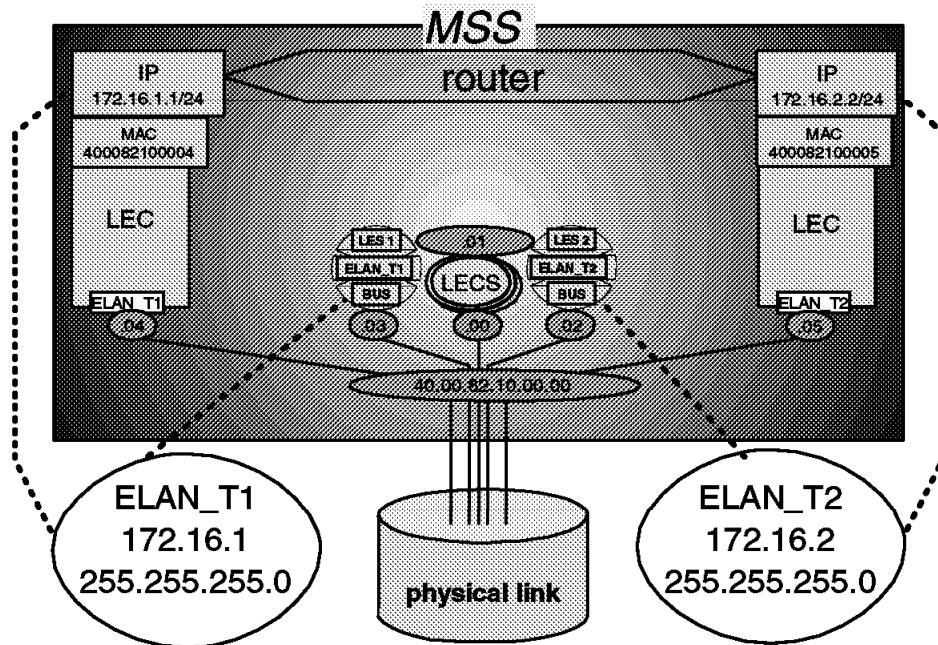 MSS
router
IP
172.16.1.1/24
IP
172.16.2.2/24
MAC
400082100004
MAC
400082100005
LEC
LEC
LES 1
.01
LES 2
ELAN_T1
LECS
ELAN_T2
BUS
BUS
ELAN_T1
ELAN_T2
.04
.03
.00
.02
.05
40.00.82.10.00.00
ELAN_T1
172.16.1
255.255.255.0
ELAN_T2
172.16.2
255.255.255.0
physical link